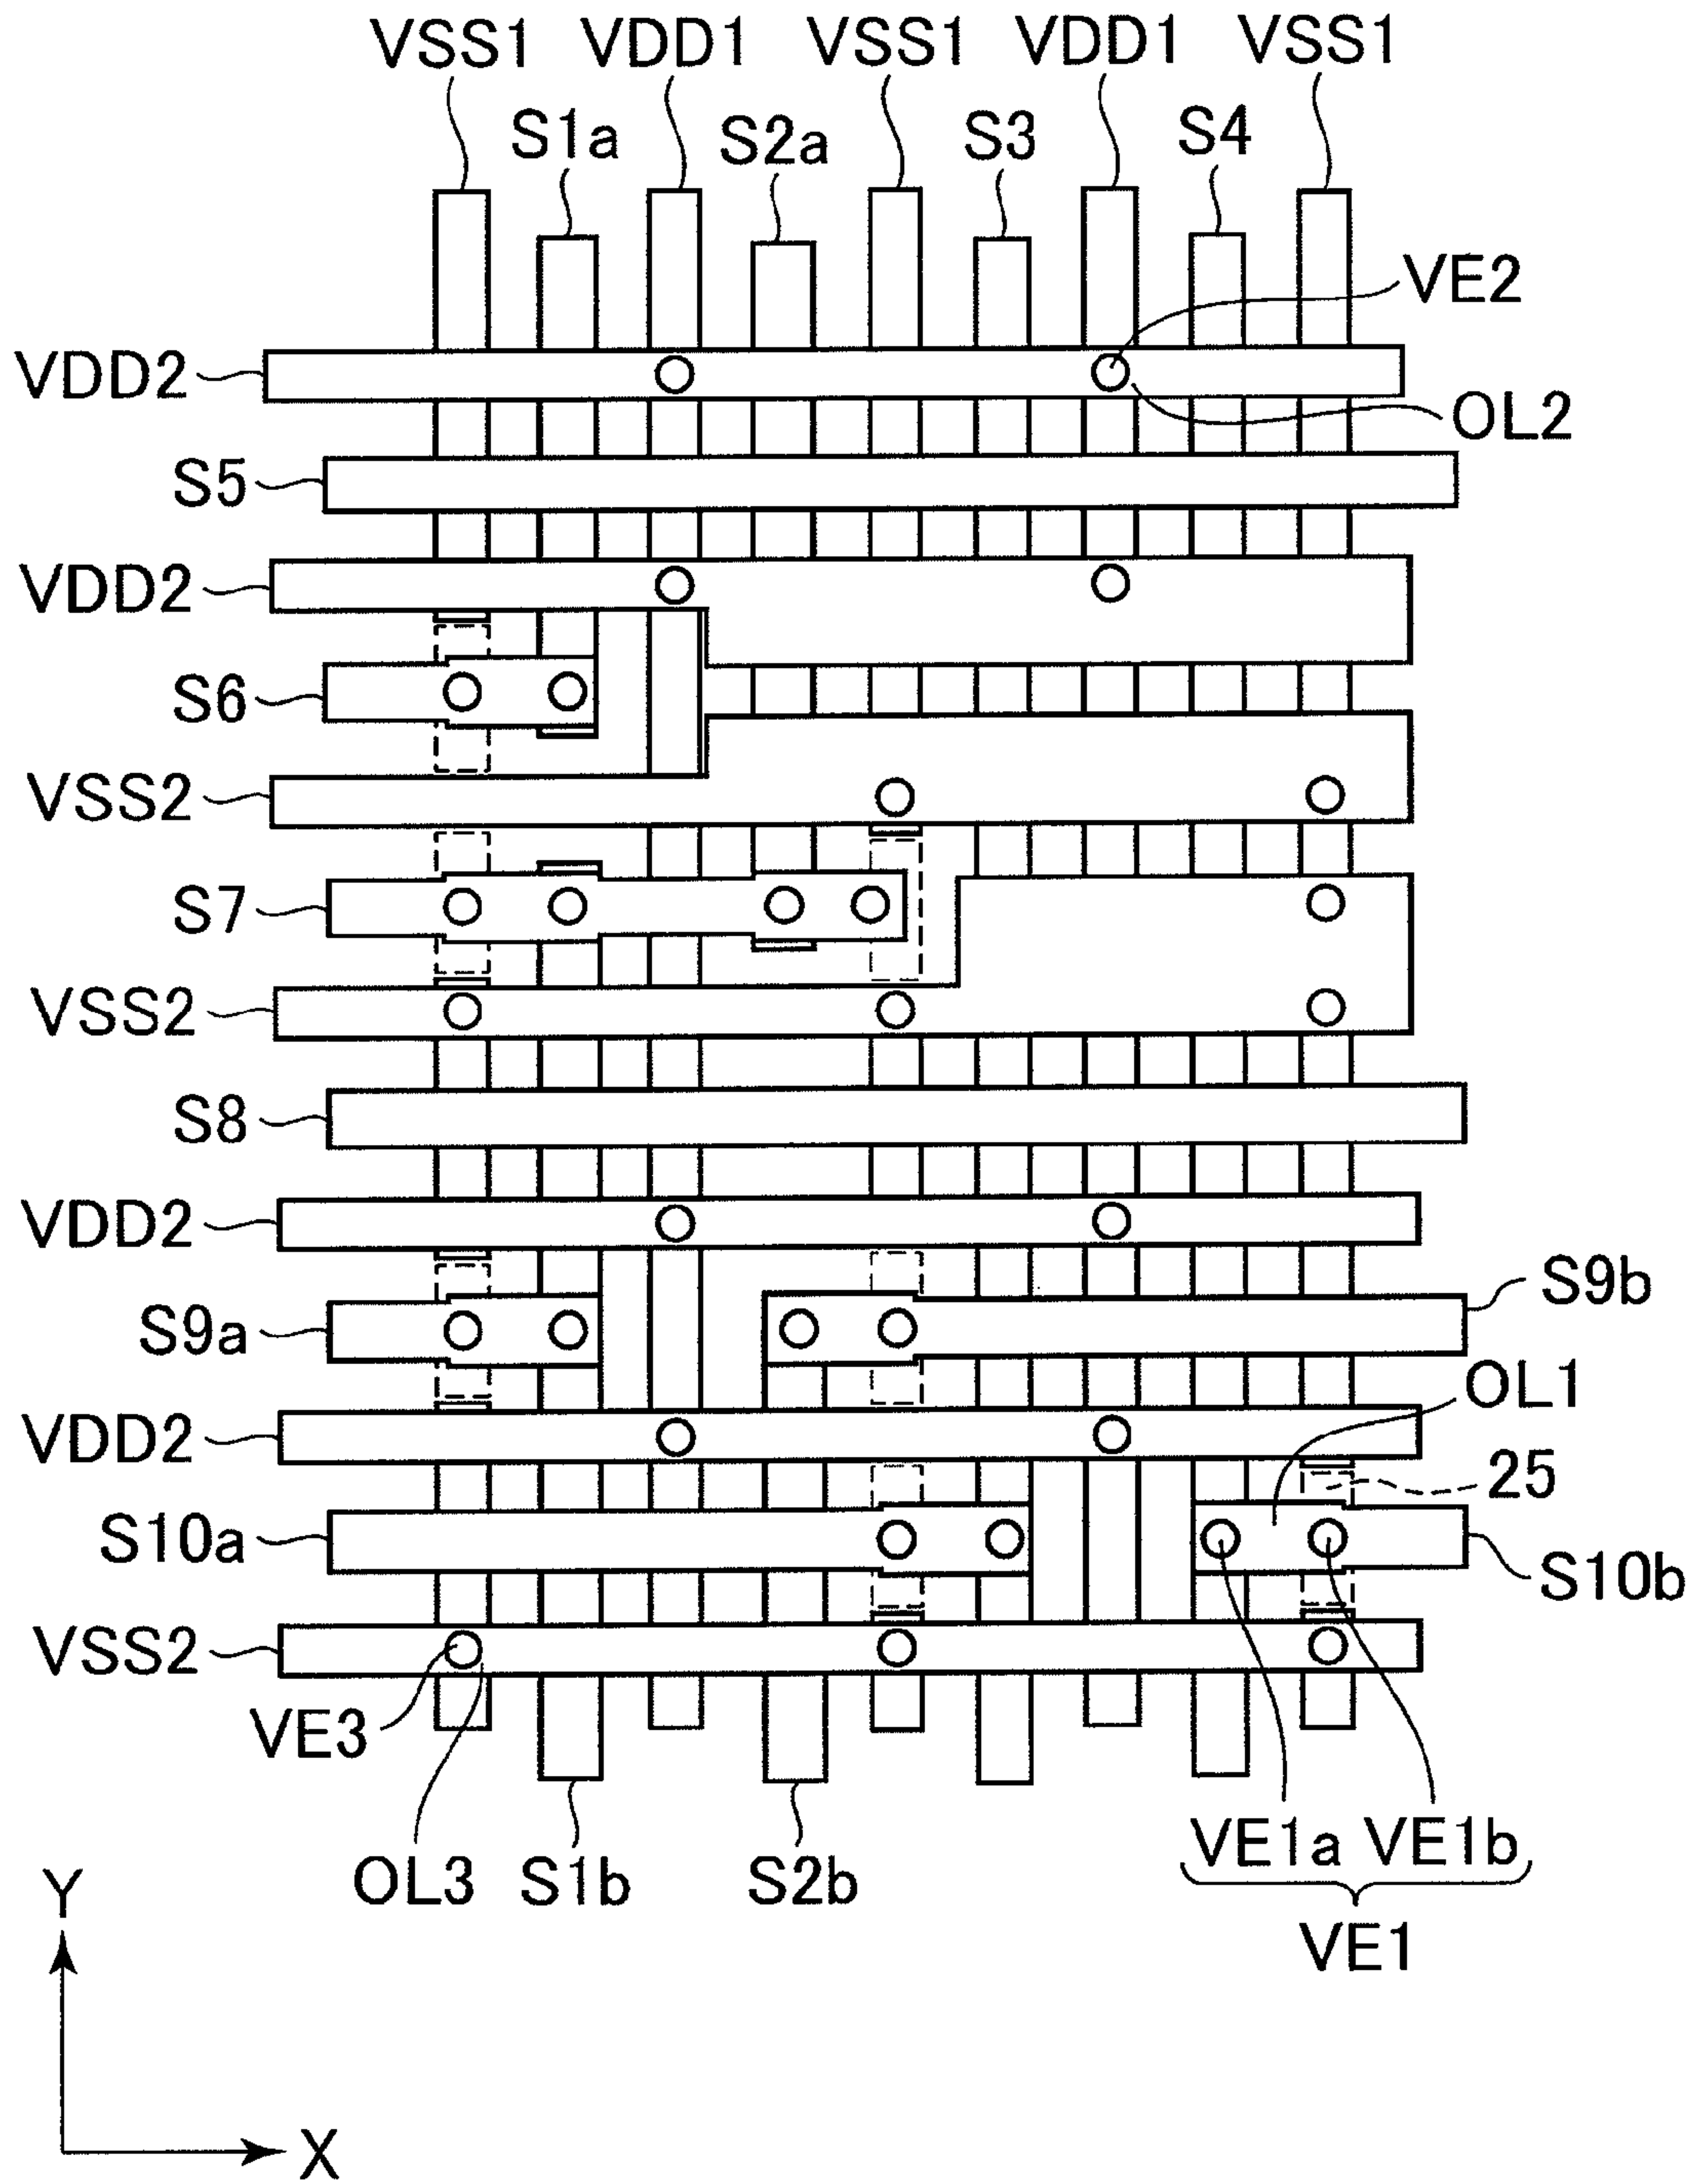 VSS1 VDD1 VSS1 VDD1 VSS1
S1a S2a S3 S4
VE2
VDD2
OL2
S5
VDD2
S6
VSS2
S7
VSS2
S8
VDD2
S9b
S9a
OL1
VDD2
25
S10a
S10b
VSS2
VE3
VE1a VE1b
OL3 S1b S2b
VE1
Y
X